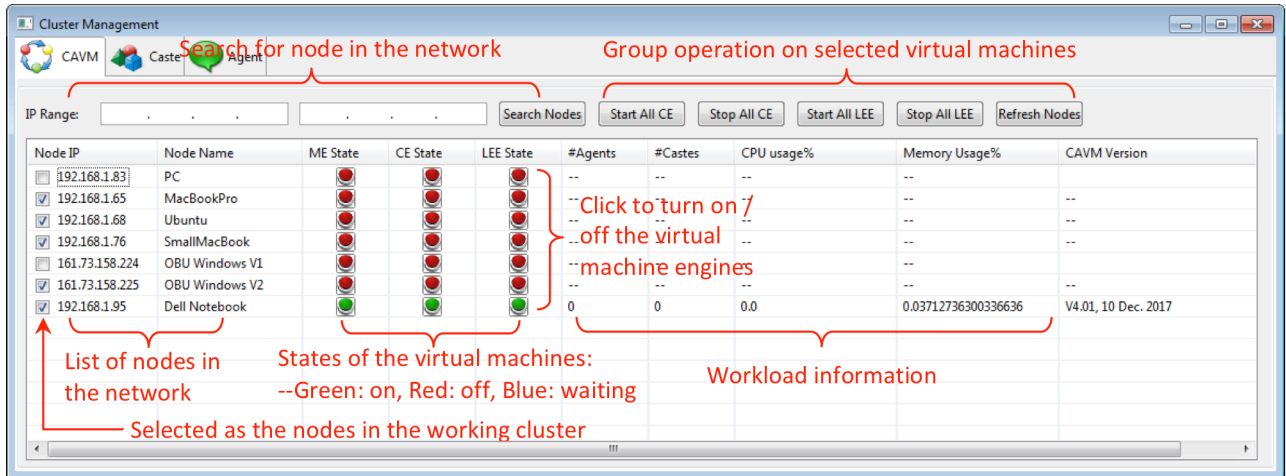 Cluster Management
CAVM Caste Agent
Search for node in the network
Group operation on selected virtual machines
IP Range: . . . . . . Search Nodes Start All CE Stop All CE Start All LEE Stop All LEE Refresh Nodes
Node IP Node Name ME State CE State LEE State #Agents #Castes CPU usage% Memory Usage% CAVM Version
192.168.1.83 PC -- -- -- --
192.168.1.65 MacBookPro -- -- -- -- --
192.168.1.68 Ubuntu -- -- -- -- --
192.168.1.76 SmallMacBook -- -- -- -- --
161.73.158.224 OBU Windows V1 -- -- -- --
161.73.158.225 OBU Windows V2 -- -- -- -- --
192.168.1.95 Dell Notebook 0 0 0.0 0.03712736300336636 V4.01, 10 Dec. 2017
Click to turn on /
off the virtual
machine engines
List of nodes in
the network
States of the virtual machines:
--Green: on, Red: off, Blue: waiting
Workload information
Selected as the nodes in the working cluster